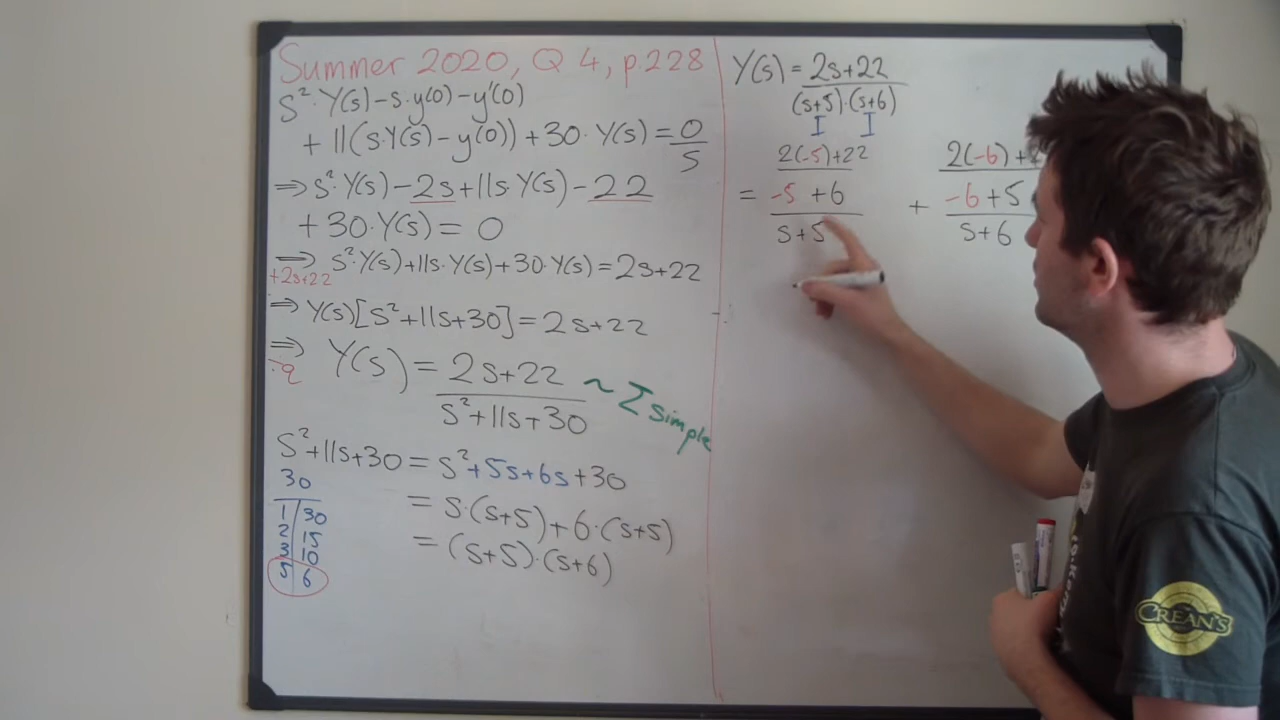 Summer 2020, Q 4, p.228
s²·Y(s)-s·y(0)-y'(0)
+ 11(s·Y(s)-y(0))+30·Y(s)=0/s
⇒s²·Y(s)-2s+11s·Y(s)-22
+30·Y(s)=0
⇒ s²·Y(s)+11s·Y(s)+30·Y(s)=2s+22
+2s+22
⇒Y(s)[s²+11s+30]=2s+22
⇒ Y(s)=(2s+22)/(s²+11s+30) ~ Σ simple
s²+11s+30=s²+5s+6s+30
=s·(s+5)+6·(s+5)
=(s+5)·(s+6)
30
1 30
2 15
3 10
5 6
Y(s)=2s+22
(s+5)·(s+6)
I I
2(-5)+22 2(-6)+
= -5 +6 + -6+5
s+5 s+6
CREAN'S